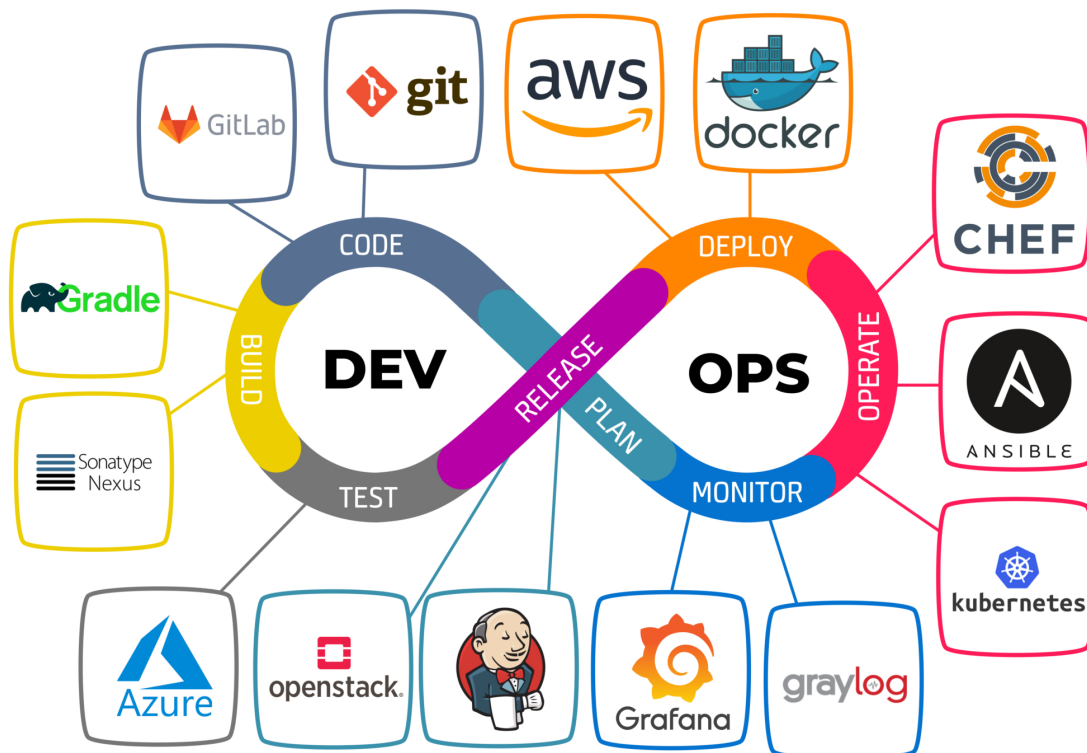 GitLab
git
aws
docker
CHEF
Gradle
CODE
DEPLOY
BUILD
DEV
RELEASE
PLAN
OPS
OPERATE
ANSIBLE
Sonatype
Nexus
TEST
MONITOR
kubernetes
Azure
openstack.
Grafana
graylog